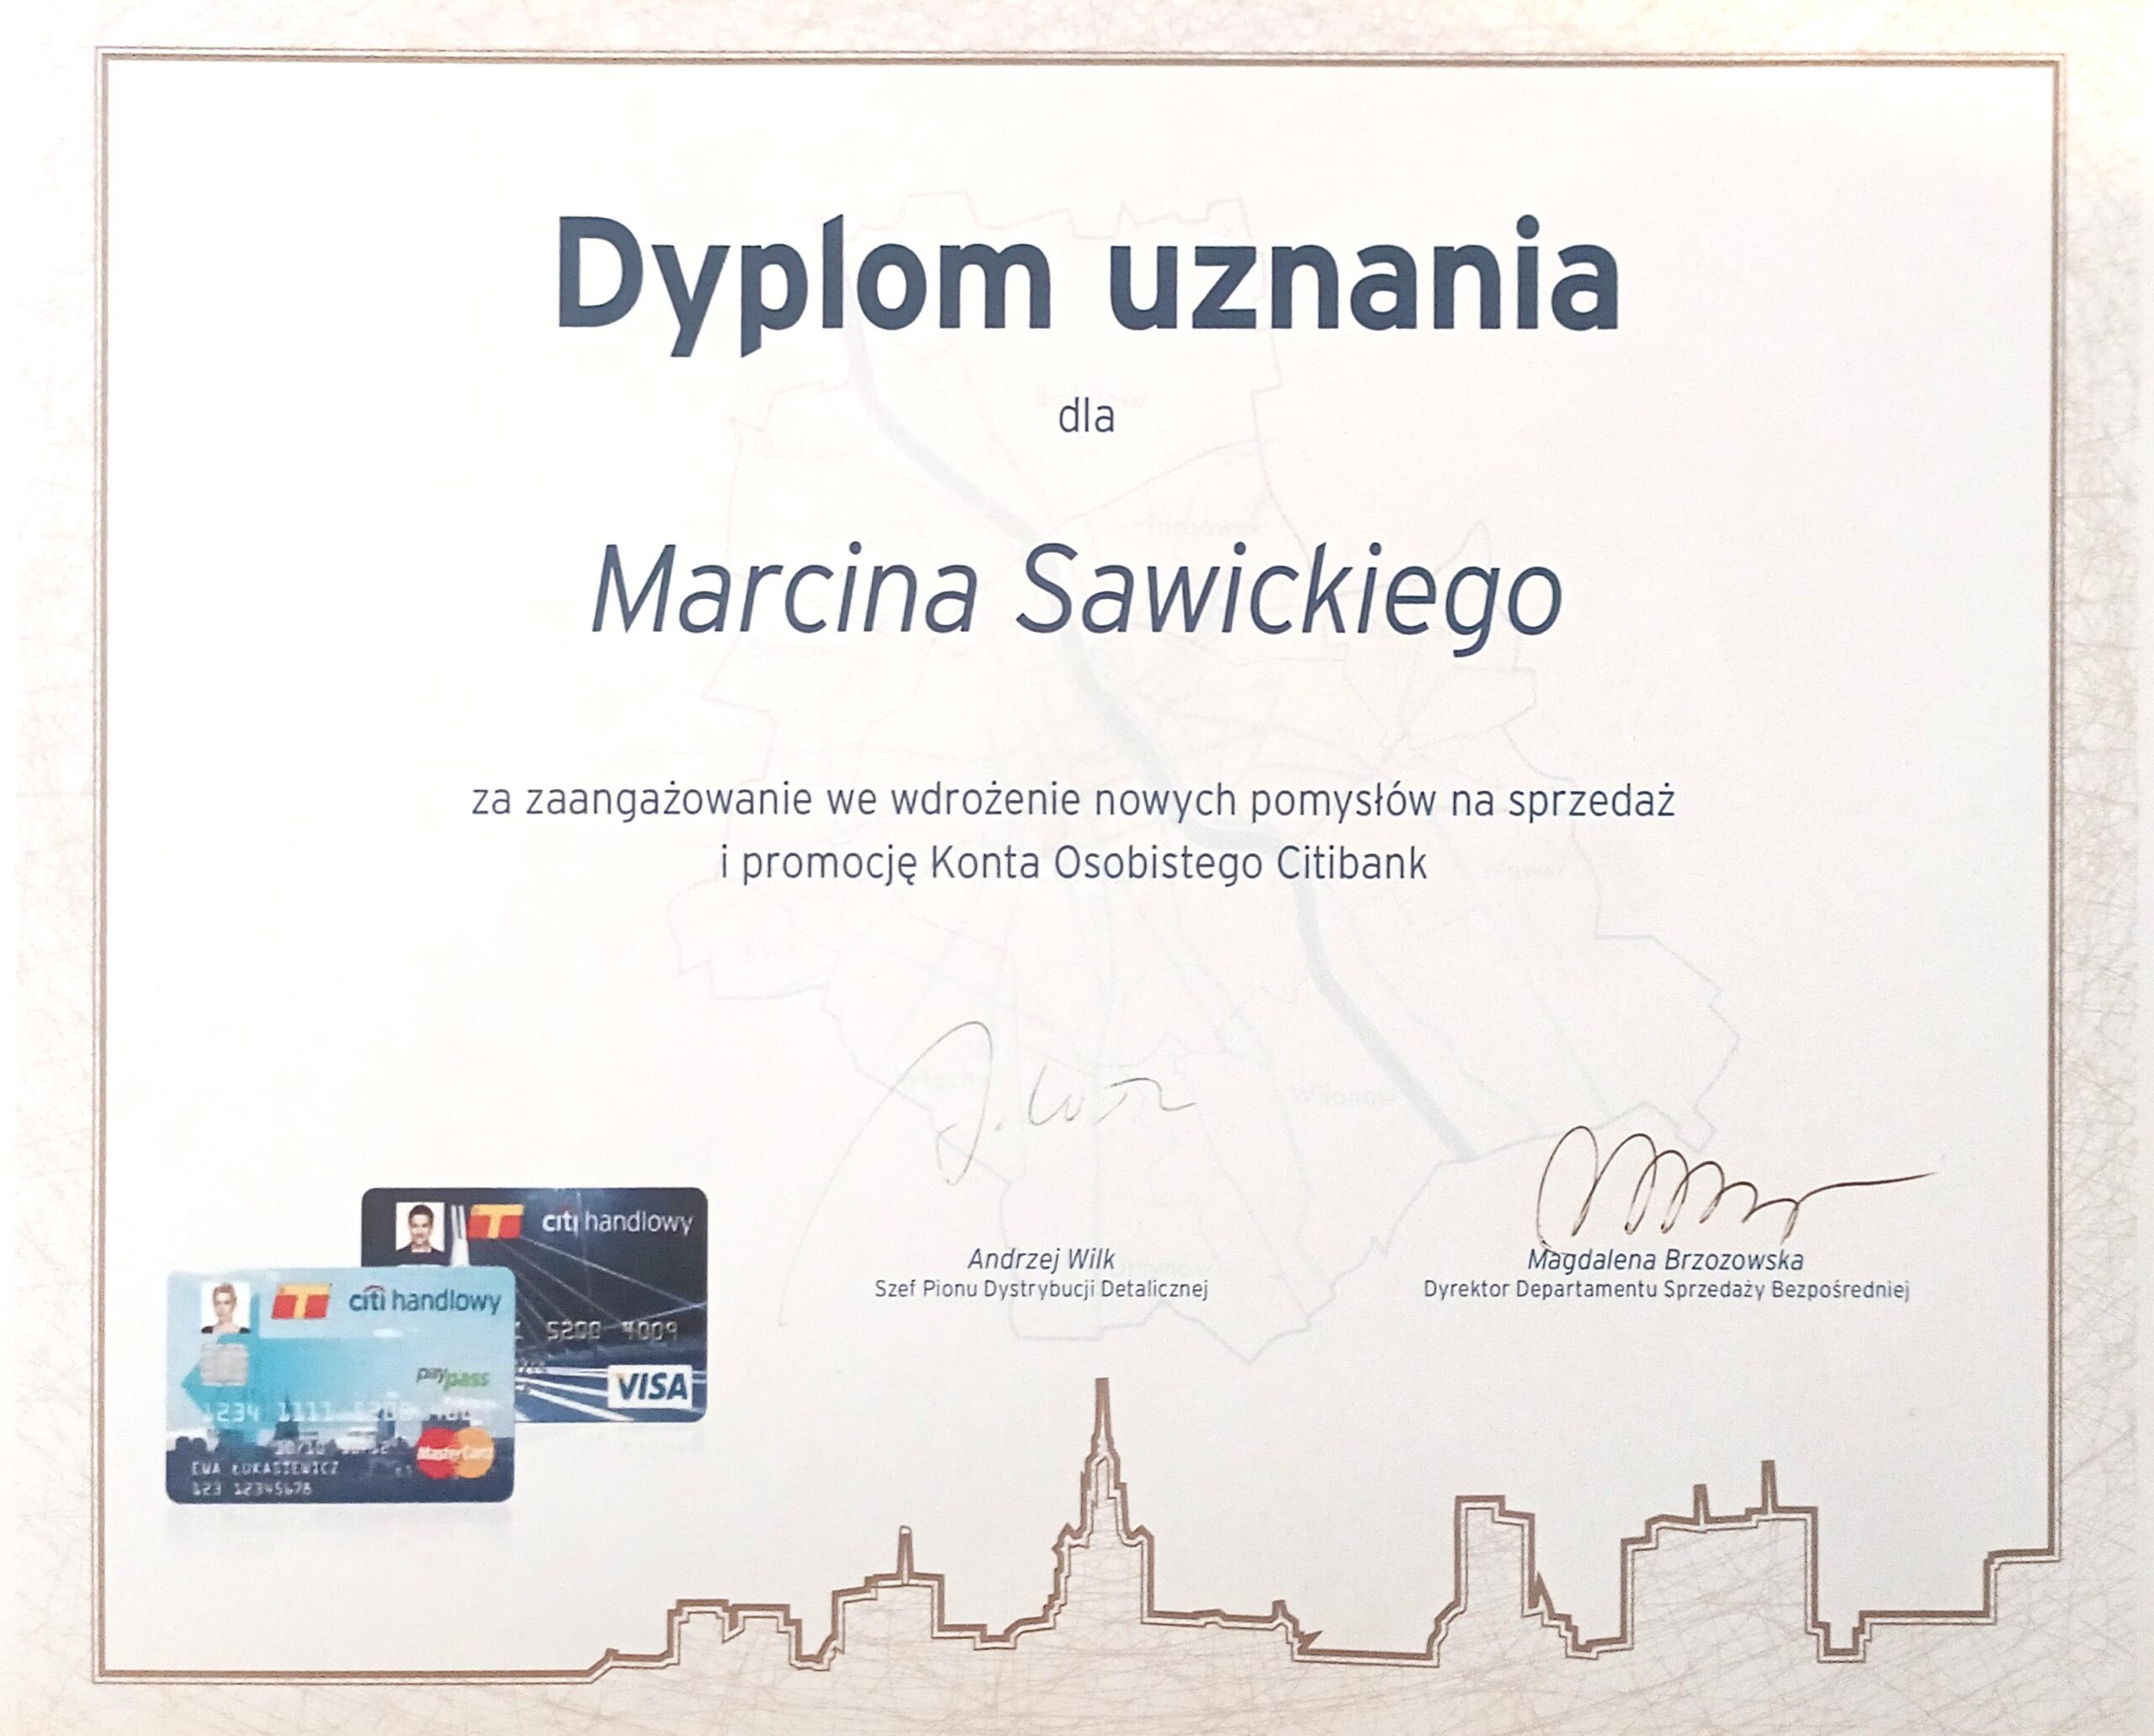 Dyplom uznania
dla
Marcina Sawickiego
za zaangażowanie we wdrożenie nowych pomysłów na sprzedaż
i promocję Konta Osobistego Citibank
Andrzej Wilk
Szef Pionu Dystrybucji Detalicznej
Magdalena Brzozowska
Dyrektor Departamentu Sprzedaży Bezpośredniej
citi handlowy
5200 4009
VISA
citi handlowy
paypass
1234 1111
MasterCard
EWA ŁUKASIEWICZ
123 12345678
Wawer
Wilanów